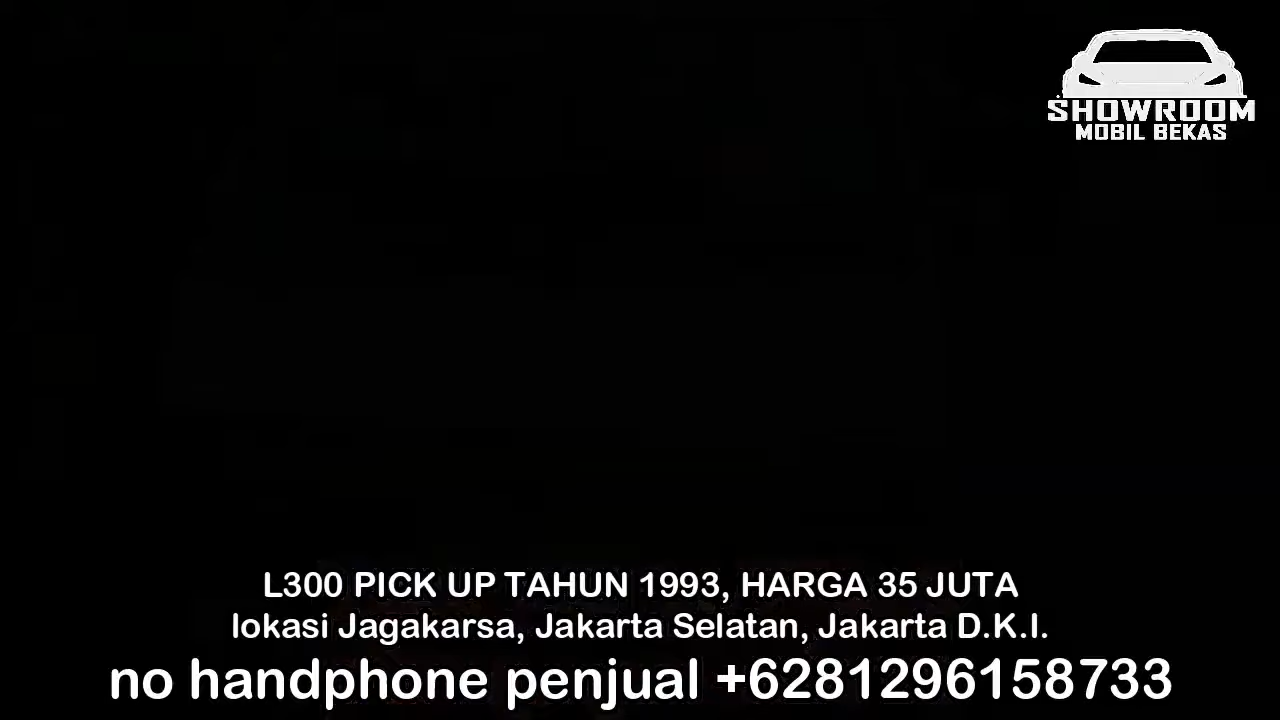 SHOWROOM
MOBIL BEKAS
L300 PICK UP TAHUN 1993, HARGA 35 JUTA
lokasi Jagakarsa, Jakarta Selatan, Jakarta D.K.I.
no handphone penjual +6281296158733